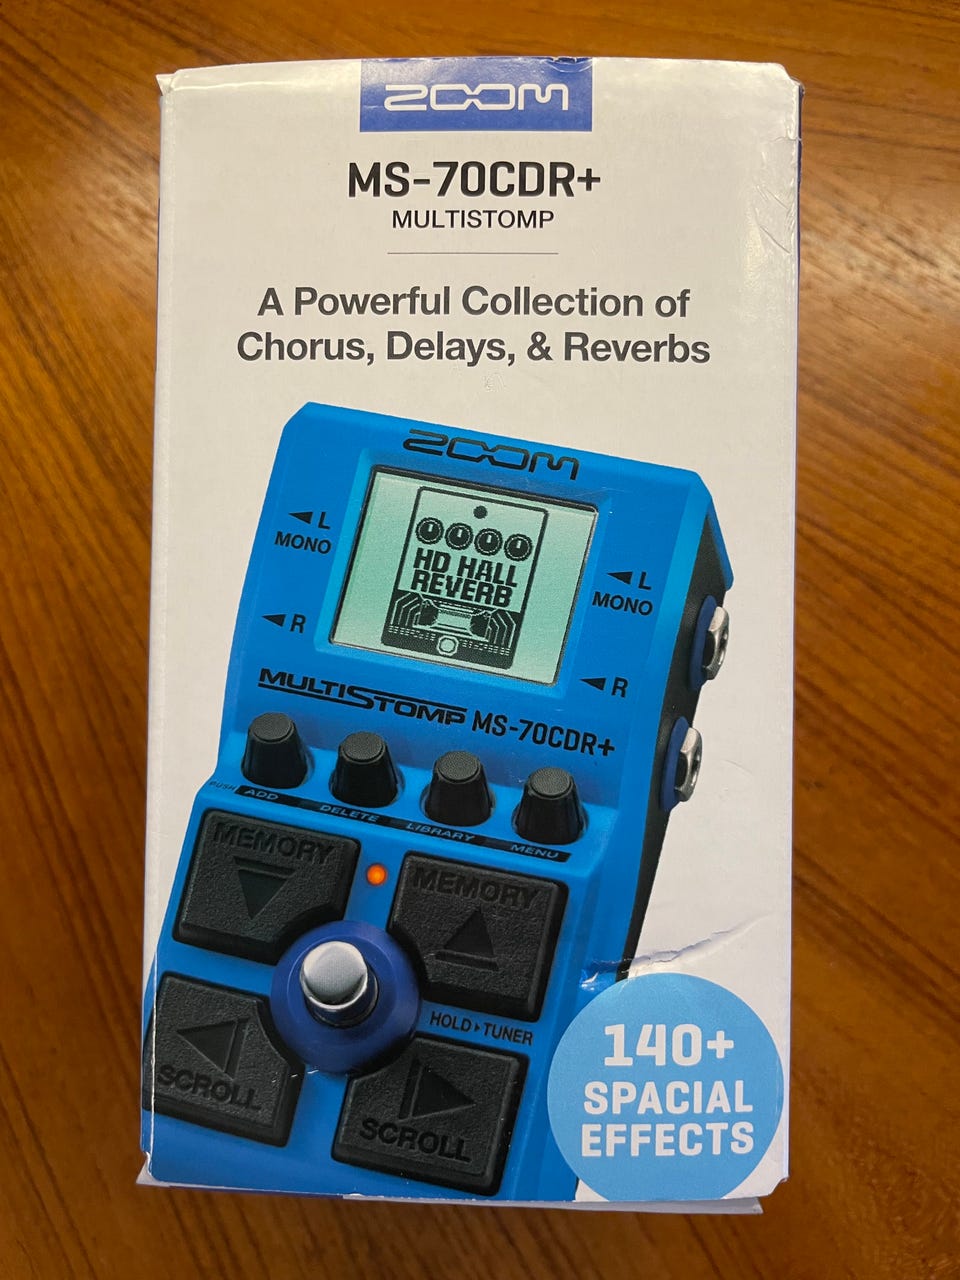 ZOOM
MS-70CDR+
MULTISTOMP
A Powerful Collection of
Chorus, Delays, & Reverbs
ZOOM
L
MONO
R
HD HALL
REVERB
L
MONO
R
MULTISTOMP MS-70CDR+
PUSH ADD DELETE LIBRARY MENU
MEMORY MEMORY
HOLD▶TUNER
SCROLL SCROLL
140+
SPACIAL
EFFECTS